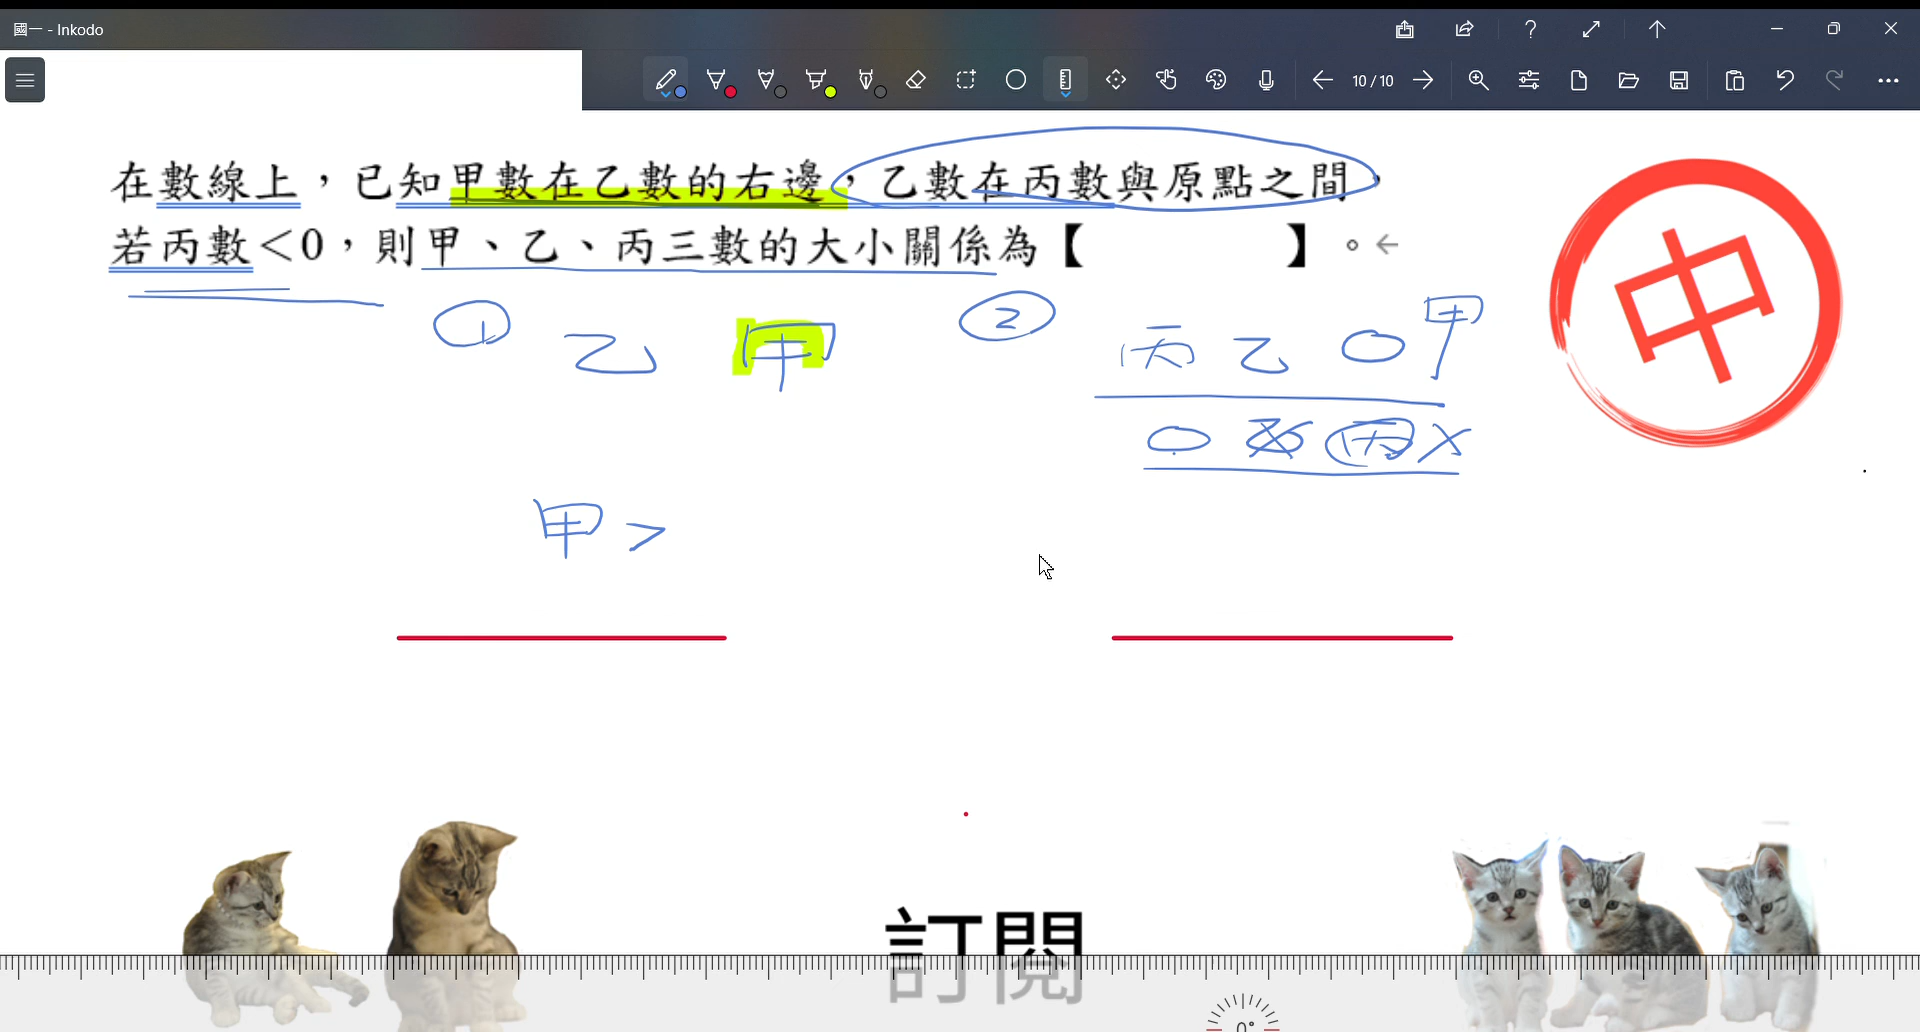 國一 - Inkodo
10 / 10
在數線上，已知甲數在乙數的右邊，乙數在丙數與原點之間，
若丙數＜0，則甲、乙、丙三數的大小關係為【　　　　】。←
中
① 乙 甲 ② 丙 乙 0 甲
0 乙 丙 X
甲 >
訂閱
0°